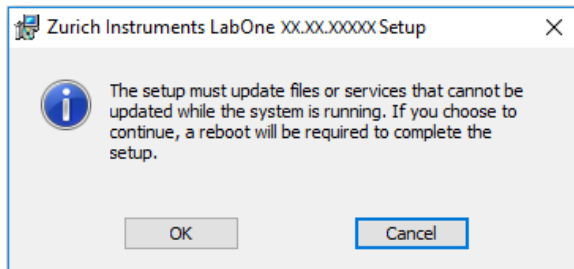 Zurich Instruments LabOne XX.XX.XXXXX Setup
The setup must update files or services that cannot be
updated while the system is running. If you choose to
continue, a reboot will be required to complete the
setup.
OK
Cancel